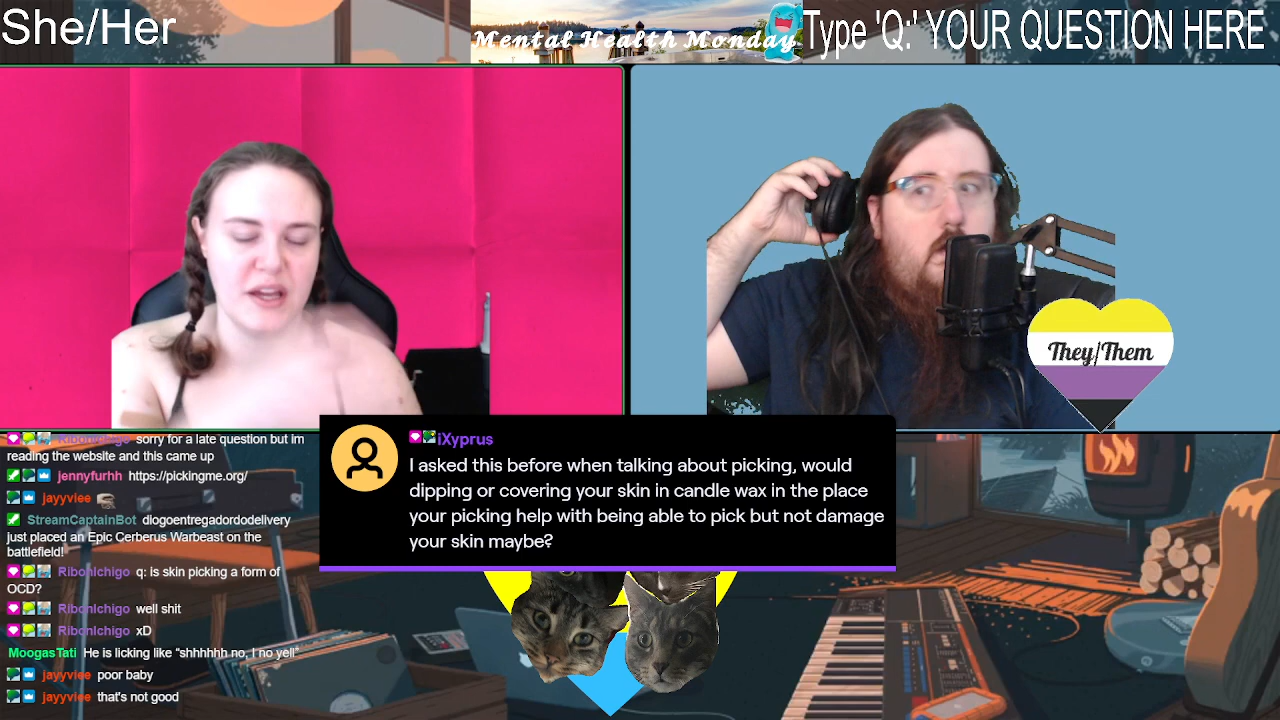 She/Her
Mental Health Monday
Type 'Q:' YOUR QUESTION HERE
They/Them
iXyprus
I asked this before when talking about picking, would
dipping or covering your skin in candle wax in the place
your picking help with being able to pick but not damage
your skin maybe?
RibonIchigo sorry for a late question but im
reading the website and this came up
jennyfurhh https://pickingme.org/
jayyviee
StreamCaptainBot dlogoentregadordodelivery
just placed an Epic Cerberus Warbeast on the
battlefield!
RibonIchigo q: is skin picking a form of
OCD?
RibonIchigo well shit
RibonIchigo xD
MoogasTati He is licking like “shhhhhh no, I no yell”
jayyviee poor baby
jayyviee that's not good